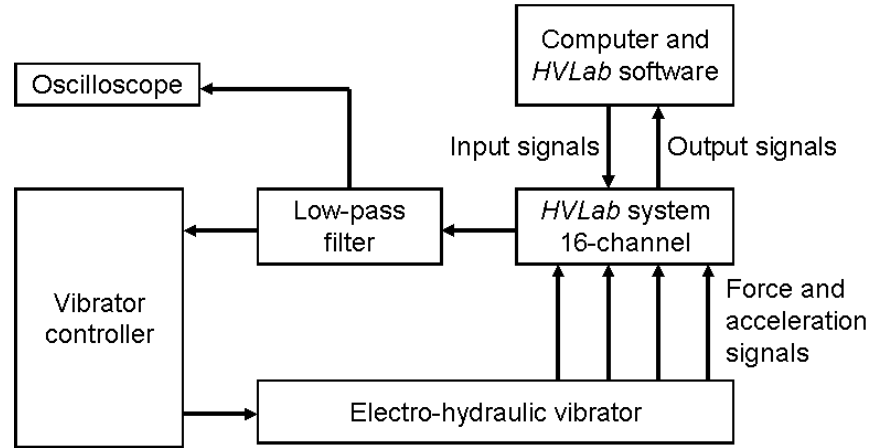 Computer and
HVLab software
Oscilloscope
Input signals
Output signals
Low-pass
filter
HVLab system
16-channel
Vibrator
controller
Force and
acceleration
signals
Electro-hydraulic vibrator